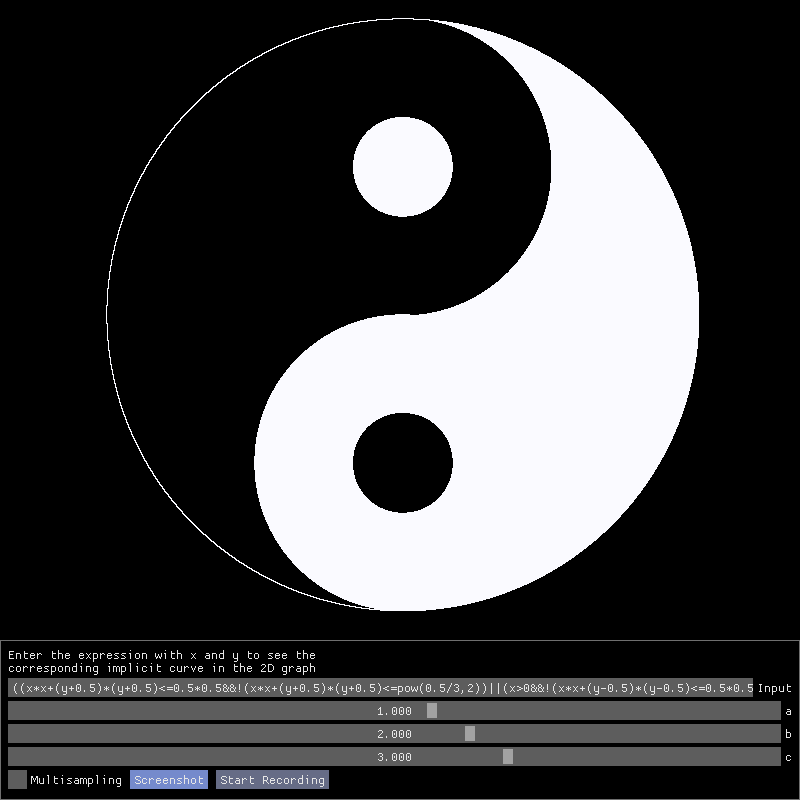 Enter the expression with x and y to see the
corresponding implicit curve in the 2D graph
((x*x+(y+0.5)*(y+0.5)<=0.5*0.5&&!(x*x+(y+0.5)*(y+0.5)<=pow(0.5/3,2))||(x>0&&!(x*x+(y-0.5)*(y-0.5)<=0.5*0.5 Input
1.000 a
2.000 b
3.000 c
Multisampling Screenshot Start Recording